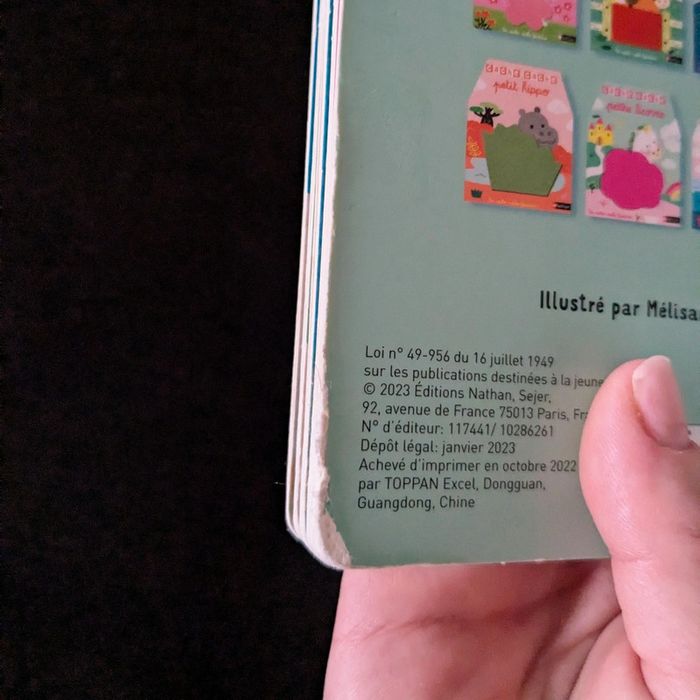 petit hippo
petite licorne
Illustré par
Loi n° 49-956 du 16 juillet 1949
sur les publications destinées à la
© 2023 Éditions Nathan, Sejer,
92, avenue de France 75013 Paris,
N° d'éditeur: 117441/ 10286261
Dépôt légal: janvier 2023
Achevé d'imprimer en octobre 2022
par TOPPAN Excel, Dongguan,
Guangdong, Chine